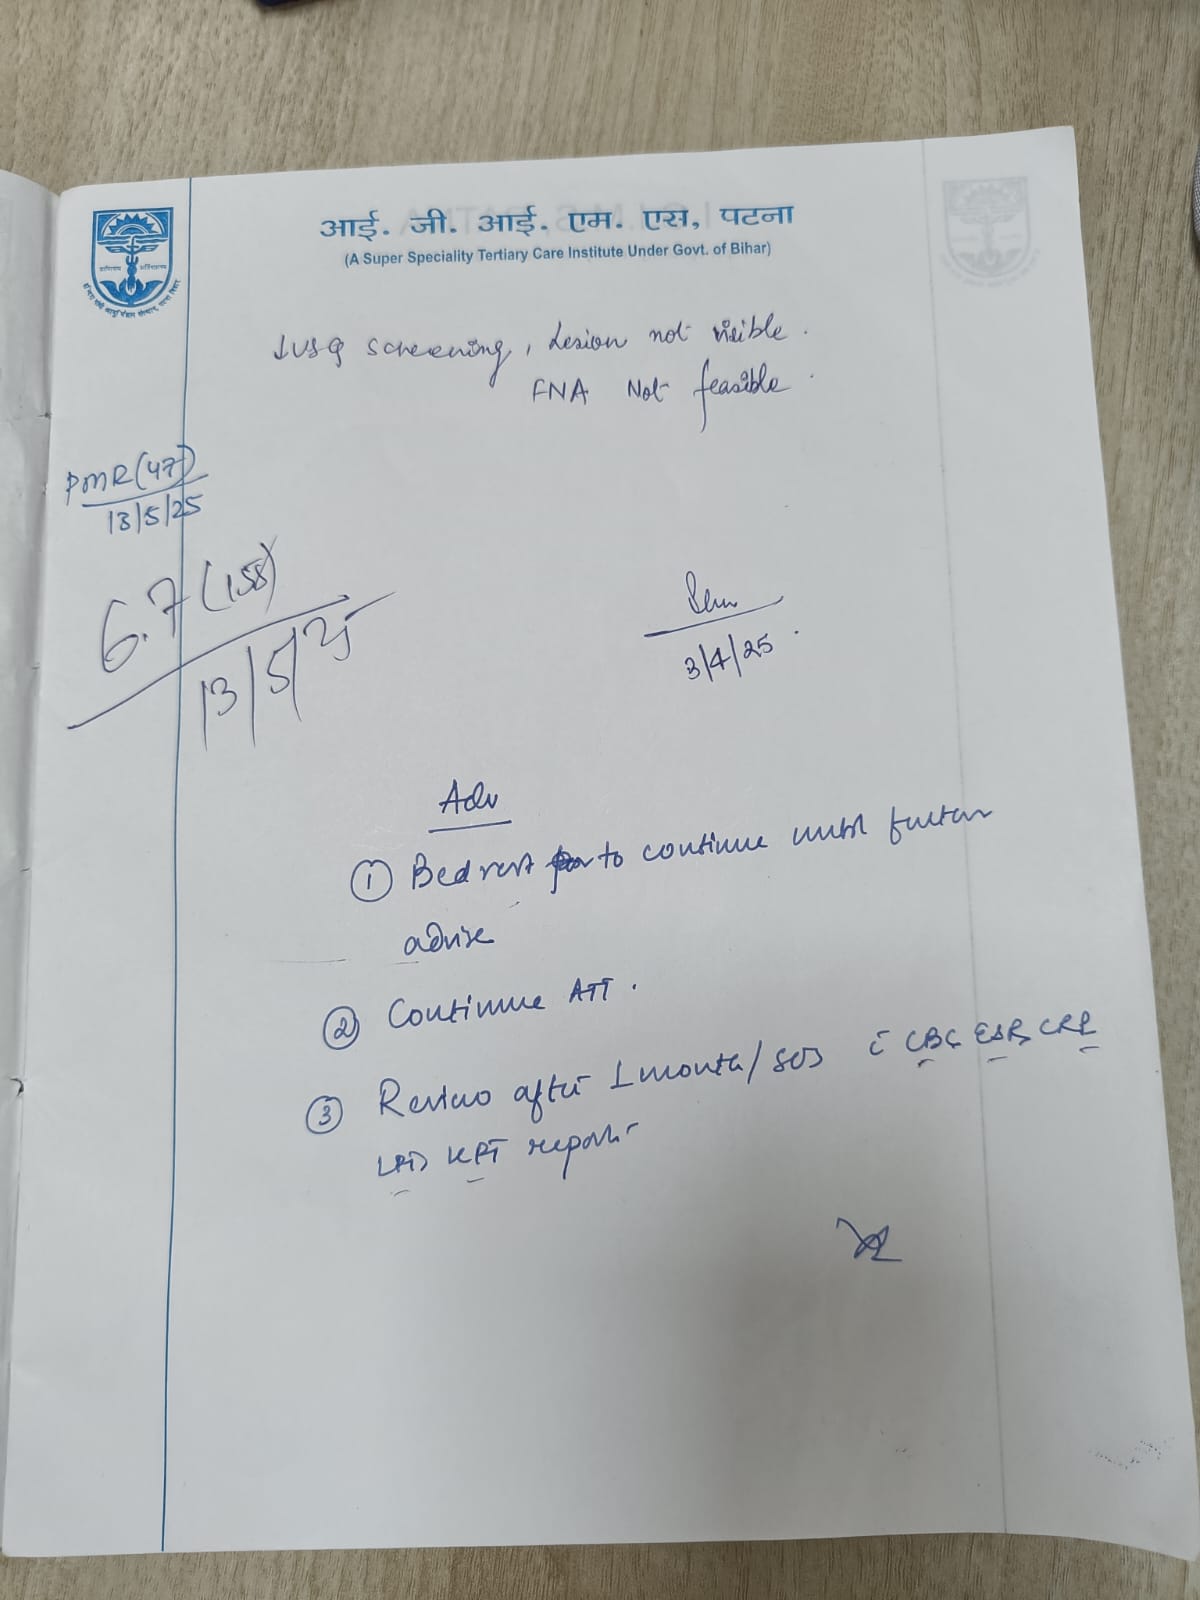 आई. जी. आई. एम. एस, पटना
(A Super Speciality Tertiary Care Institute Under Govt. of Bihar)
↓USG screening, Lesion not visible.
FNA Not feasible.
PMR(47)
13/5/25
6.7(158)
13/5/25
3/4/25.
Adv
① Bed rest to continue until further
advise
② Continue ATT.
③ Review after 1 month/SOS c̄ CBC ESR CRP
LFT KFT reports